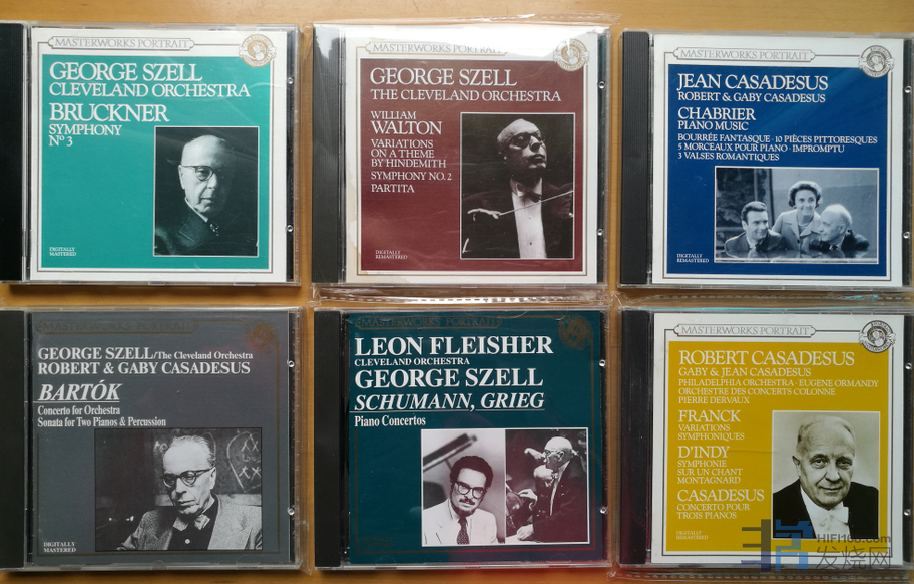 MASTERWORKS PORTRAIT
GEORGE SZELL
CLEVELAND ORCHESTRA
BRUCKNER
SYMPHONY
Nº 3
DIGITALLY
MASTERED
MASTERWORKS PORTRAIT
GEORGE SZELL
THE CLEVELAND ORCHESTRA
WILLIAM
WALTON
VARIATIONS
ON A THEME
BY HINDEMITH
SYMPHONY NO. 2
PARTITA
DIGITALLY
REMASTERED
MASTERWORKS PORTRAIT
JEAN CASADESUS
ROBERT & GABY CASADESUS
CHABRIER
PIANO MUSIC
BOURRÉE FANTASQUE · 10 PIÈCES PITTORESQUES
5 MORCEAUX POUR PIANO · IMPROMPTU
3 VALSES ROMANTIQUES
DIGITALLY
REMASTERED
MASTERWORKS PORTRAIT
GEORGE SZELL/The Cleveland Orchestra
ROBERT & GABY CASADESUS
BARTÓK
Concerto for Orchestra
Sonata for Two Pianos & Percussion
DIGITALLY
MASTERED
MASTERWORKS PORTRAIT
LEON FLEISHER
CLEVELAND ORCHESTRA
GEORGE SZELL
SCHUMANN, GRIEG
Piano Concertos
MASTERWORKS PORTRAIT
ROBERT CASADESUS
GABY & JEAN CASADESUS
PHILADELPHIA ORCHESTRA · EUGENE ORMANDY
ORCHESTRE DES CONCERTS COLONNE
PIERRE DERVAUX
FRANCK
VARIATIONS
SYMPHONIQUES
D'INDY
SYMPHONIE
SUR UN CHANT
MONTAGNARD
CASADESUS
CONCERTO POUR
TROIS PIANOS
DIGITALLY
REMASTERED
HIFI168.com
发烧网